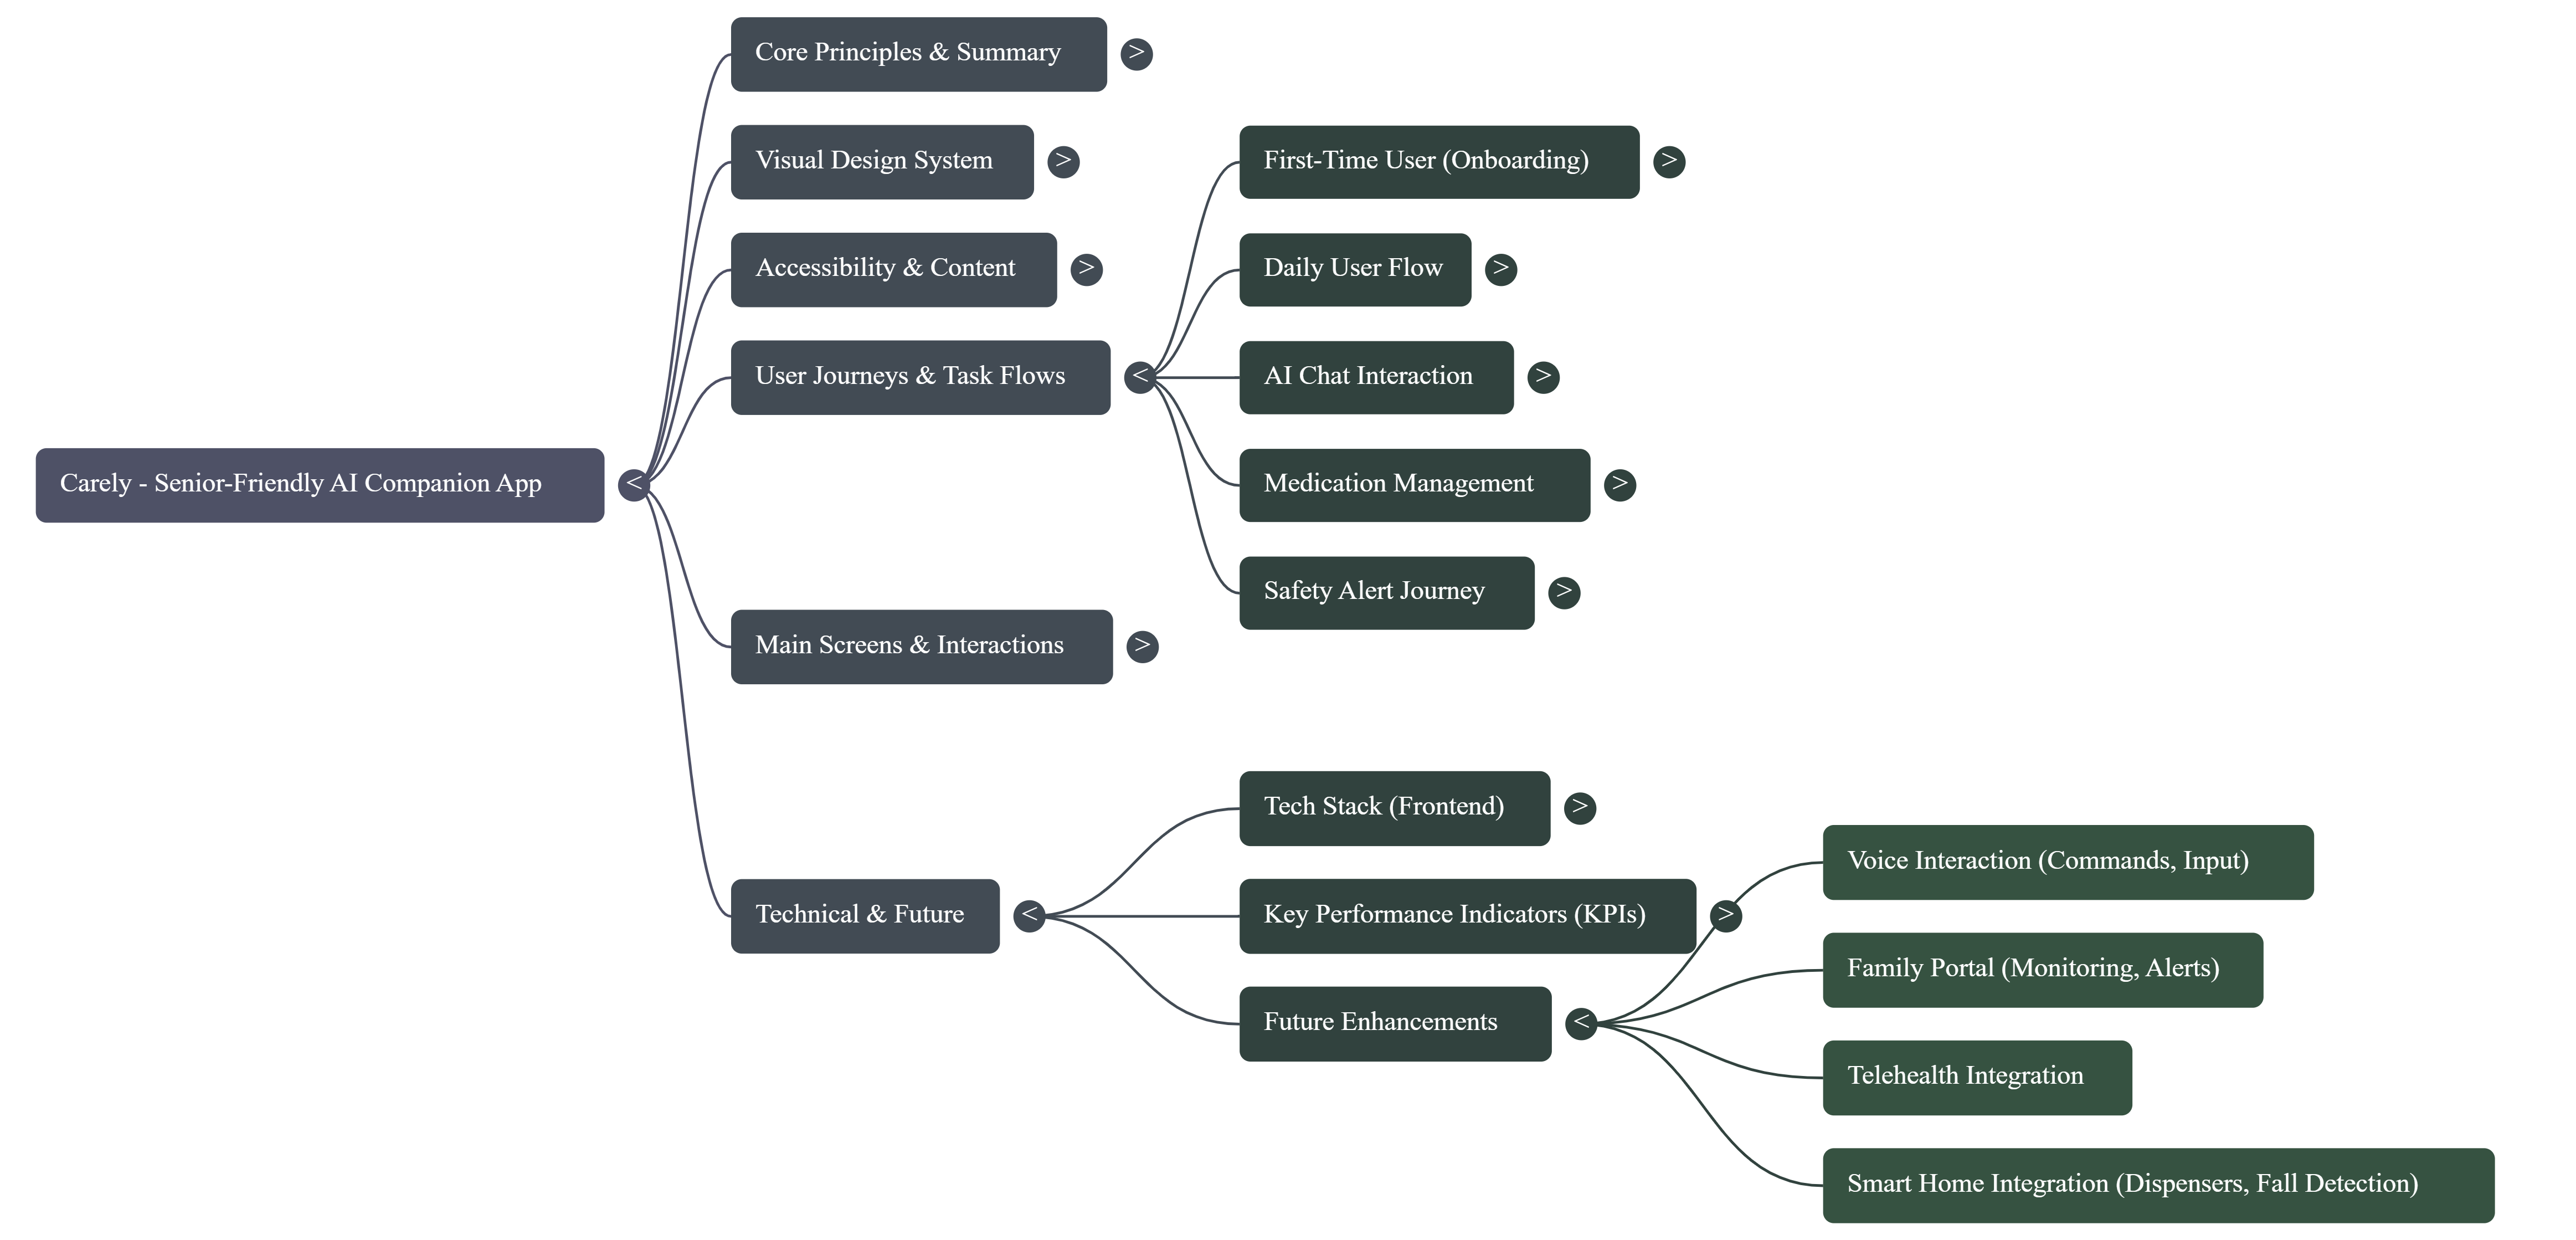 Carely - Senior-Friendly AI Companion App
<
Core Principles & Summary
>
Visual Design System
>
Accessibility & Content
>
User Journeys & Task Flows
<
First-Time User (Onboarding)
>
Daily User Flow
>
AI Chat Interaction
>
Medication Management
>
Safety Alert Journey
>
Main Screens & Interactions
>
Technical & Future
<
Tech Stack (Frontend)
>
Key Performance Indicators (KPIs)
>
Future Enhancements
<
Voice Interaction (Commands, Input)
Family Portal (Monitoring, Alerts)
Telehealth Integration
Smart Home Integration (Dispensers, Fall Detection)